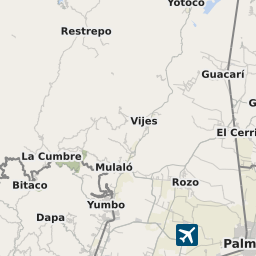 Yotoco
Restrepo
Guacarí
G
Vijes
El Cerri
La Cumbre
Mulaló
Bitaco
Rozo
Yumbo
Dapa
Palm